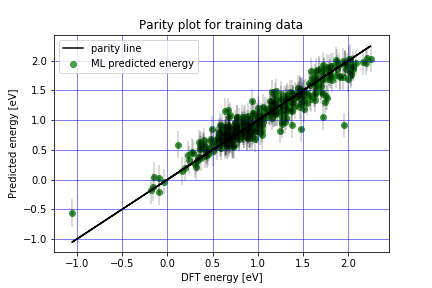 Parity plot for training data
parity line
ML predicted energy
Predicted energy [eV]
2.0
1.5
1.0
0.5
0.0
−0.5
−1.0
−1.0 −0.5 0.0 0.5 1.0 1.5 2.0
DFT energy [eV]